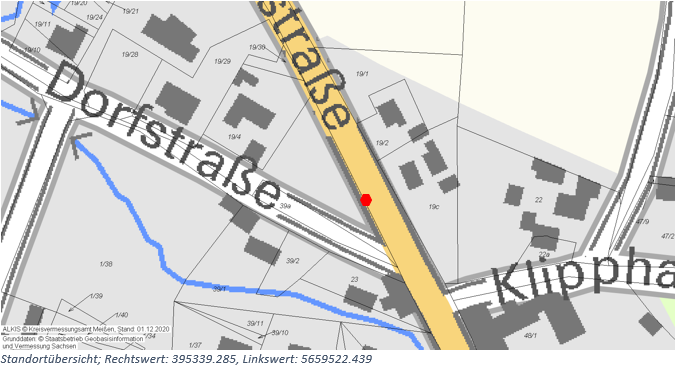 19/20
19/21
19/11
19/24
19/10
19/28
19/30
19/29
19/1
straße
Dorfstraße
19/4
19/2
39a
19c
22
47/9
47/2
22a
1/38
39/2
39/1
23
Klippha
1/39
1/40
39/11
39/10
48/1
1/37
ALKIS © Kreisvermessungsamt Meißen, Stand: 01.12.2020
Grunddaten: © Staatsbetrieb Geobasisinformation
und Vermessung Sachsen
Standortübersicht; Rechtswert: 395339.285, Linkswert: 5659522.439